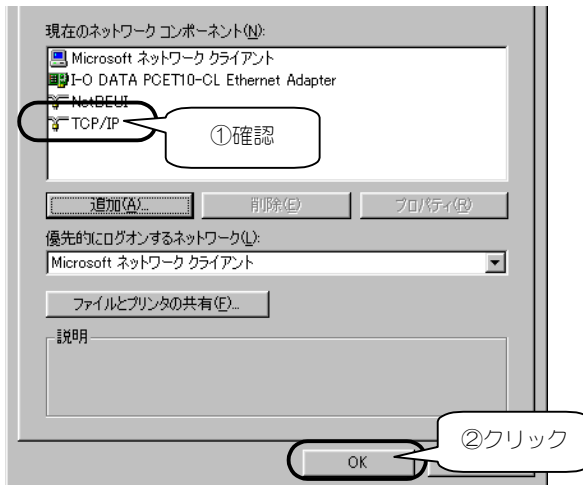 現在のネットワーク コンポーネント(N):
Microsoft ネットワーク クライアント
I-O DATA PCET10-CL Ethernet Adapter
NetBEUI
TCP/IP
①確認
追加(A)...
削除(E)
プロパティ(R)
優先的にログオンするネットワーク(L):
Microsoft ネットワーク クライアント
ファイルとプリンタの共有(F)...
説明
②クリック
OK